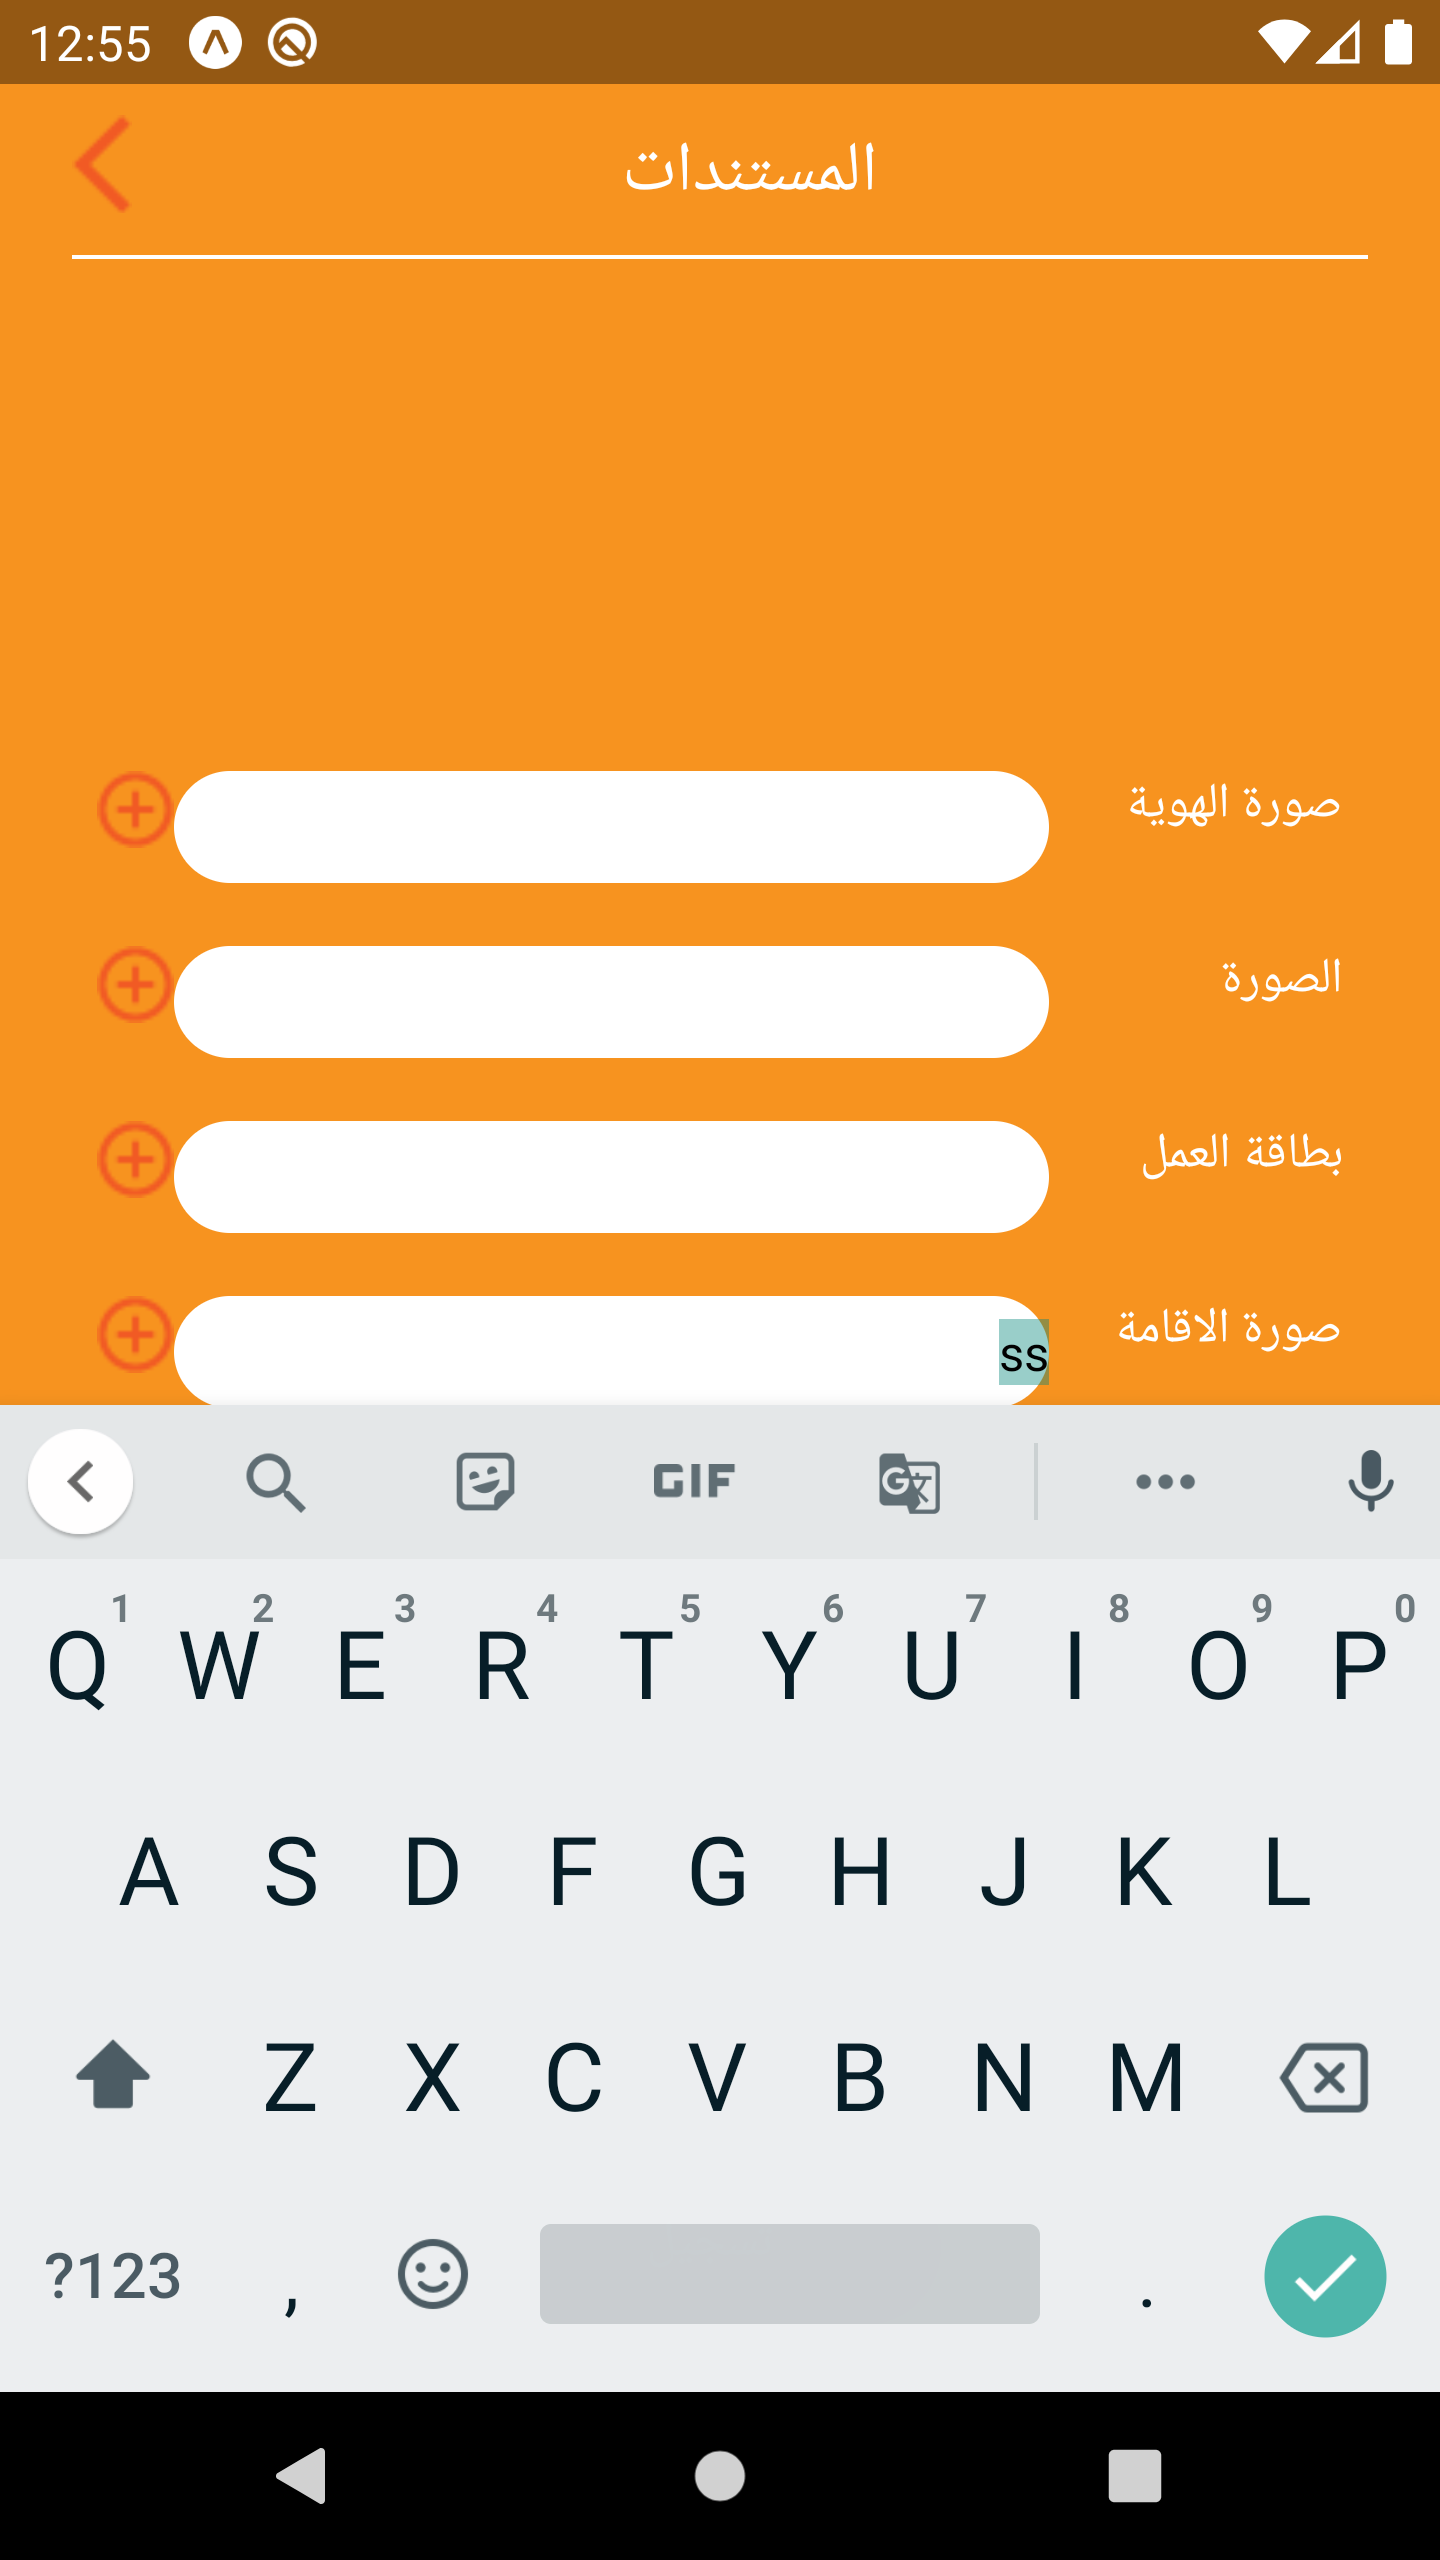 12:55
المستندات
صورة الهوية
الصورة
بطاقة العمل
صورة الاقامة
ss
GIF
1 2 3 4 5 6 7 8 9 0
Q W E R T Y U I O P
A S D F G H J K L
Z X C V B N M
?123 , .